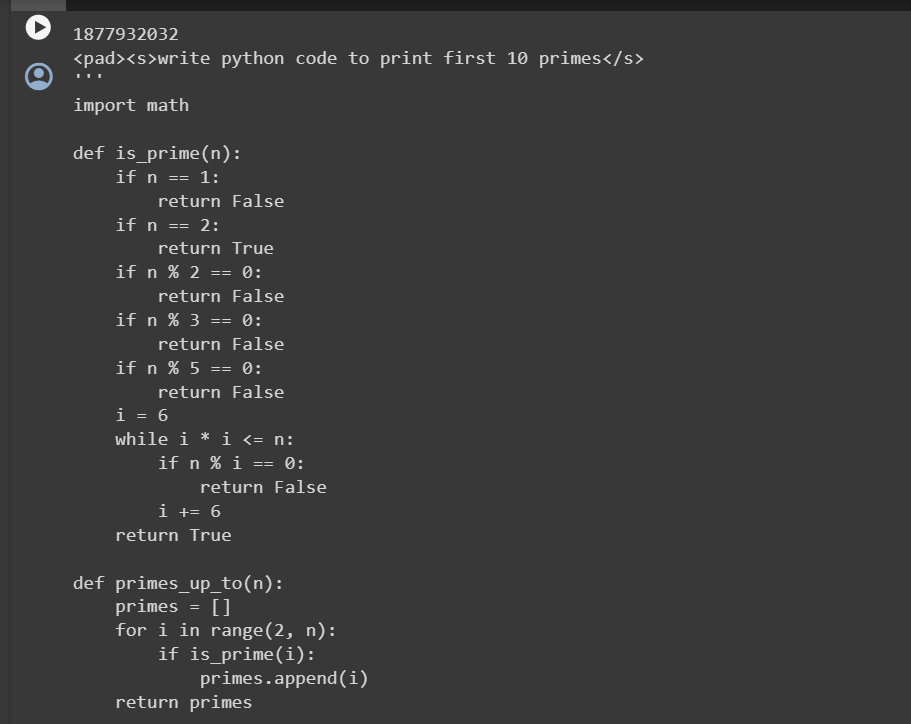 1877932032
<pad><s>write python code to print first 10 primes</s>
'''
import math

def is_prime(n):
    if n == 1:
        return False
    if n == 2:
        return True
    if n % 2 == 0:
        return False
    if n % 3 == 0:
        return False
    if n % 5 == 0:
        return False
    i = 6
    while i * i <= n:
        if n % i == 0:
            return False
        i += 6
    return True

def primes_up_to(n):
    primes = []
    for i in range(2, n):
        if is_prime(i):
            primes.append(i)
    return primes